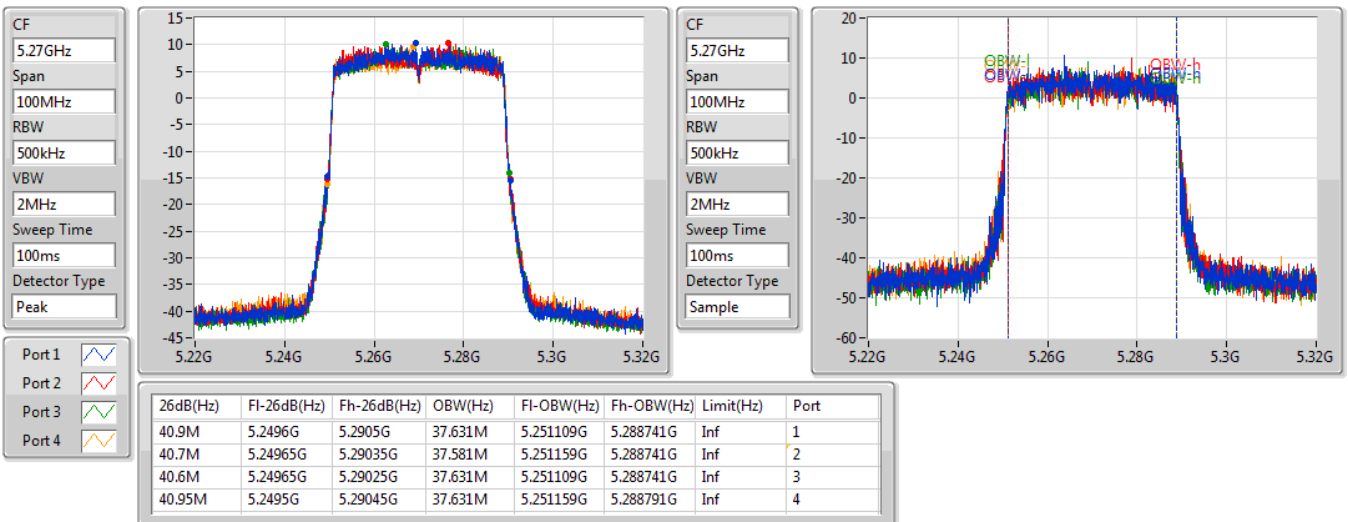 CF
5.27GHz
Span
100MHz
RBW
500kHz
VBW
2MHz
Sweep Time
100ms
Detector Type
Peak
15
10
5
0
-5
-10
-15
-20
-25
-30
-35
-40
-45
5.22G 5.24G 5.26G 5.28G 5.3G 5.32G
CF
5.27GHz
Span
100MHz
RBW
500kHz
VBW
2MHz
Sweep Time
100ms
Detector Type
Sample
20
10
0
-10
-20
-30
-40
-50
-60
OBW-l OBW-h
5.22G 5.24G 5.26G 5.28G 5.3G 5.32G
Port 1
Port 2
Port 3
Port 4
26dB(Hz) Fl-26dB(Hz) Fh-26dB(Hz) OBW(Hz) Fl-OBW(Hz) Fh-OBW(Hz) Limit(Hz) Port
40.9M 5.2496G 5.2905G 37.631M 5.251109G 5.288741G Inf 1
40.7M 5.24965G 5.29035G 37.581M 5.251159G 5.288741G Inf 2
40.6M 5.24965G 5.29025G 37.631M 5.251109G 5.288741G Inf 3
40.95M 5.2495G 5.29045G 37.631M 5.251159G 5.288791G Inf 4